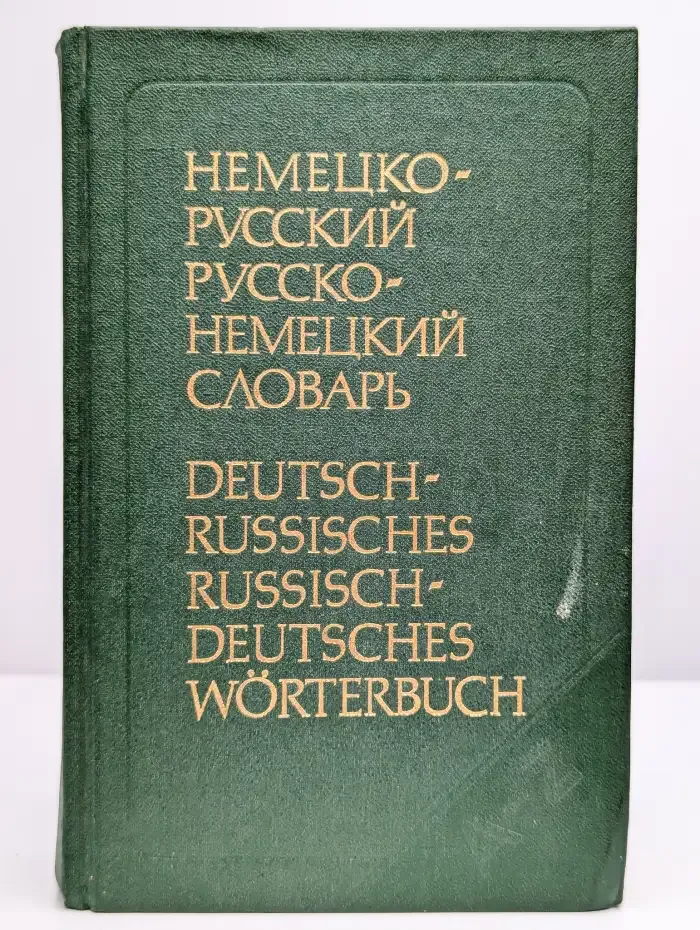 НЕМЕЦКО-
РУССКИЙ
РУССКО-
НЕМЕЦКИЙ
СЛОВАРЬ
DEUTSCH-
RUSSISCHES
RUSSISCH-
DEUTSCHES
WÖRTERBUCH